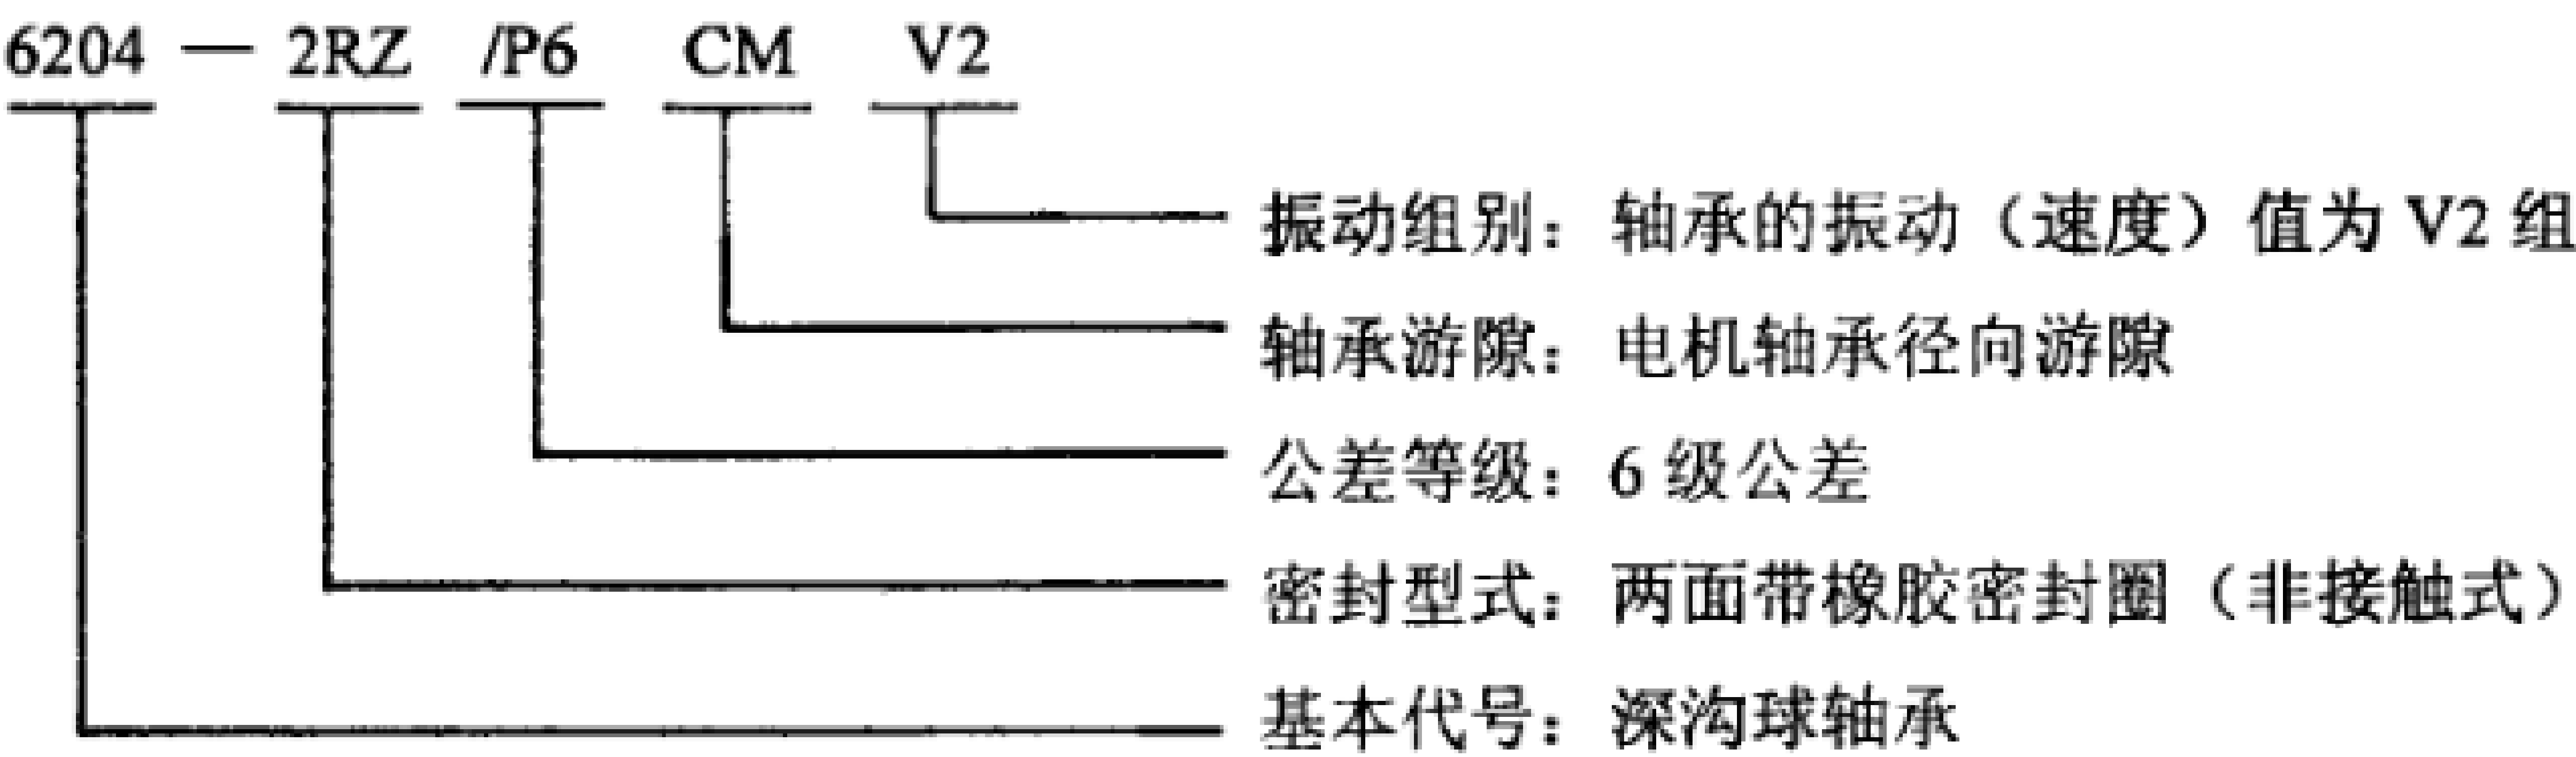 6204 — 2RZ /P6 CM V2
振动组别：轴承的振动（速度）值为 V2 组
轴承游隙：电机轴承径向游隙
公差等级：6 级公差
密封型式：两面带橡胶密封圈（非接触式）
基本代号：深沟球轴承